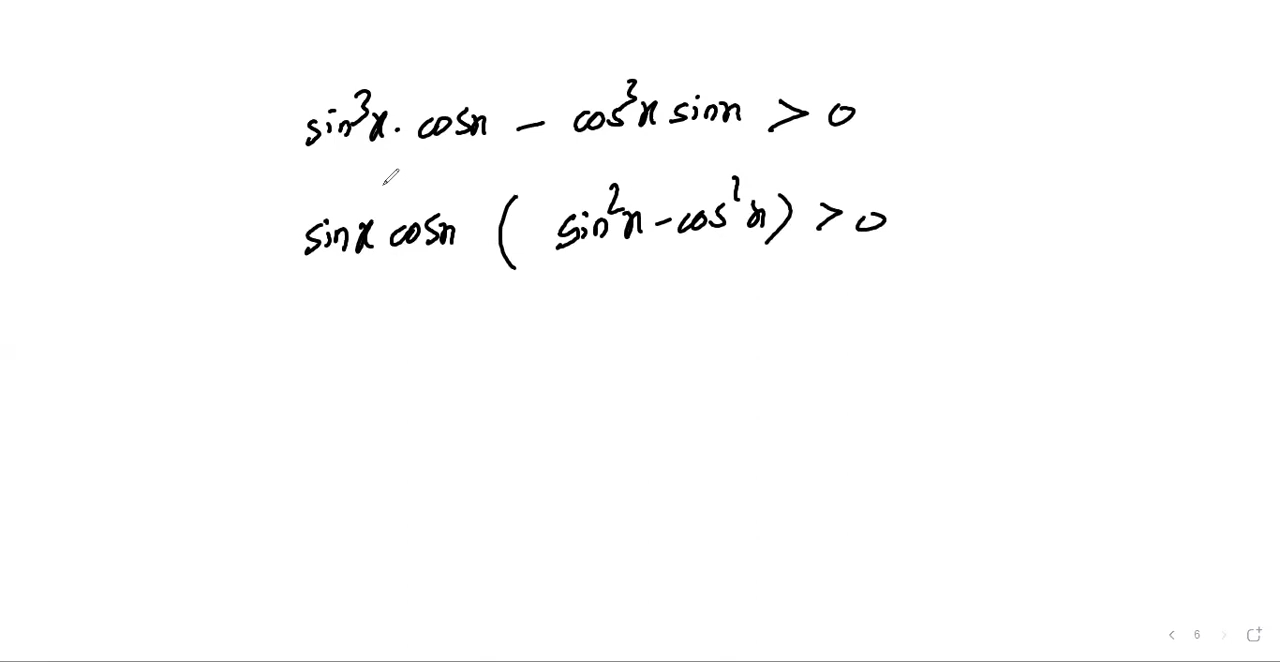 sin³x · cosx − cos³x sinx > 0
sinx cosx ( sin²x − cos²x ) > 0
6